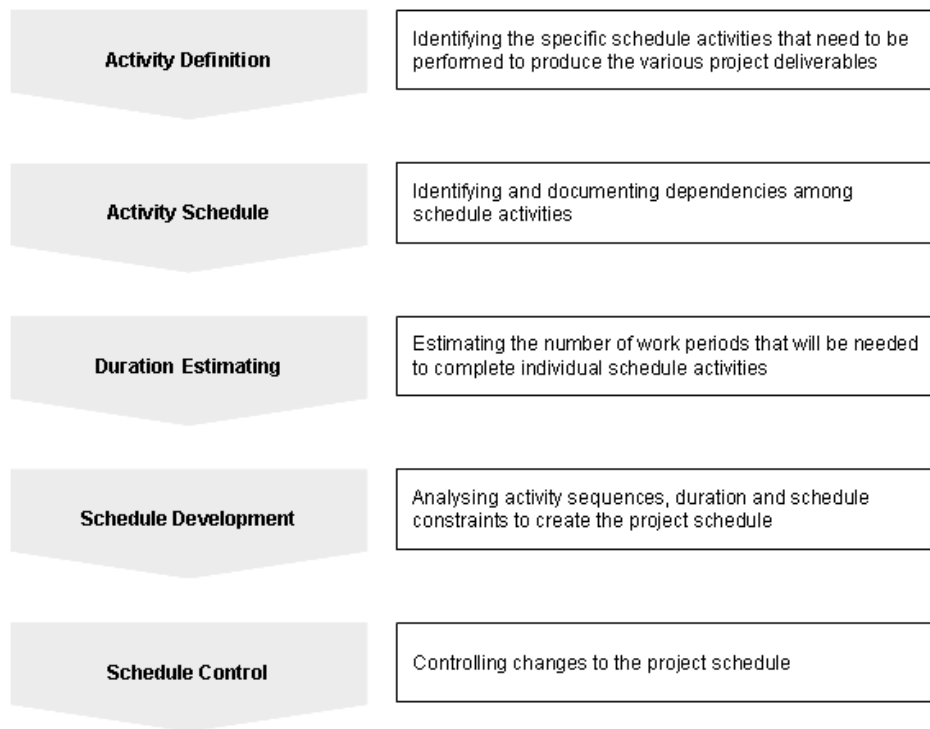 Activity Definition
Identifying the specific schedule activities that need to be
performed to produce the various project deliverables
Activity Schedule
Identifying and documenting dependencies among
schedule activities
Duration Estimating
Estimating the number of work periods that will be needed
to complete individual schedule activities
Schedule Development
Analysing activity sequences, duration and schedule
constraints to create the project schedule
Schedule Control
Controlling changes to the project schedule